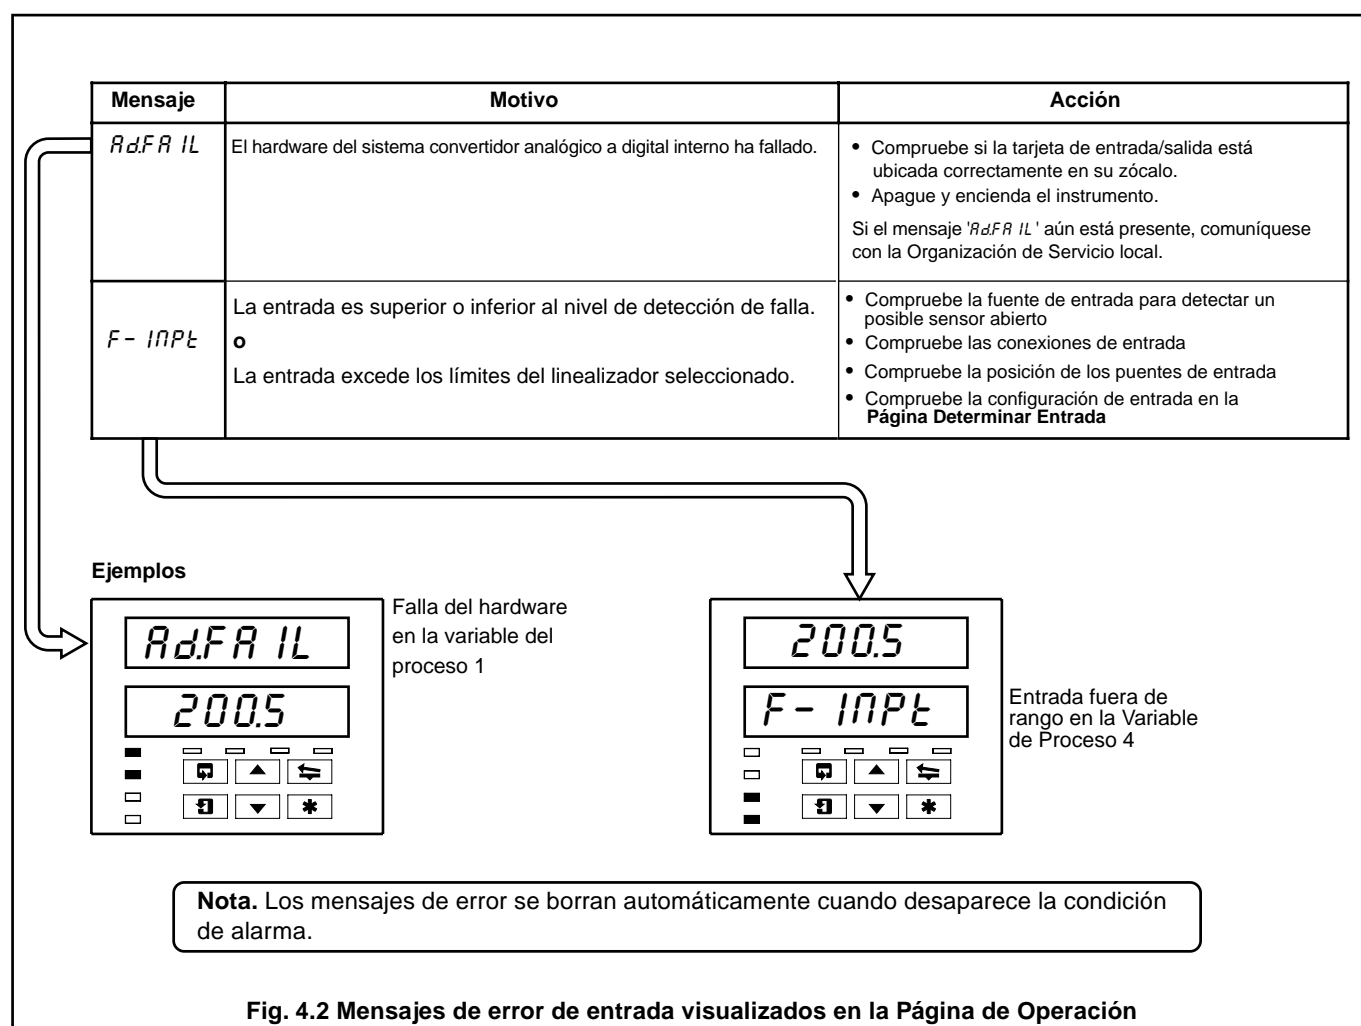 Mensaje
Motivo
Acción
Ad.FAIL
El hardware del sistema convertidor analógico a digital interno ha fallado.
• Compruebe si la tarjeta de entrada/salida está
ubicada correctamente en su zócalo.
• Apague y encienda el instrumento.
Si el mensaje 'Ad.FAIL' aún está presente, comuníquese
con la Organización de Servicio local.
F-INPt
La entrada es superior o inferior al nivel de detección de falla.
o
La entrada excede los límites del linealizador seleccionado.
• Compruebe la fuente de entrada para detectar un
posible sensor abierto
• Compruebe las conexiones de entrada
• Compruebe la posición de los puentes de entrada
• Compruebe la configuración de entrada en la
Página Determinar Entrada
Ejemplos
Ad.FAIL
200.5
Falla del hardware
en la variable del
proceso 1
200.5
F-INPt
Entrada fuera de
rango en la Variable
de Proceso 4
Nota. Los mensajes de error se borran automáticamente cuando desaparece la condición
de alarma.
Fig. 4.2 Mensajes de error de entrada visualizados en la Página de Operación